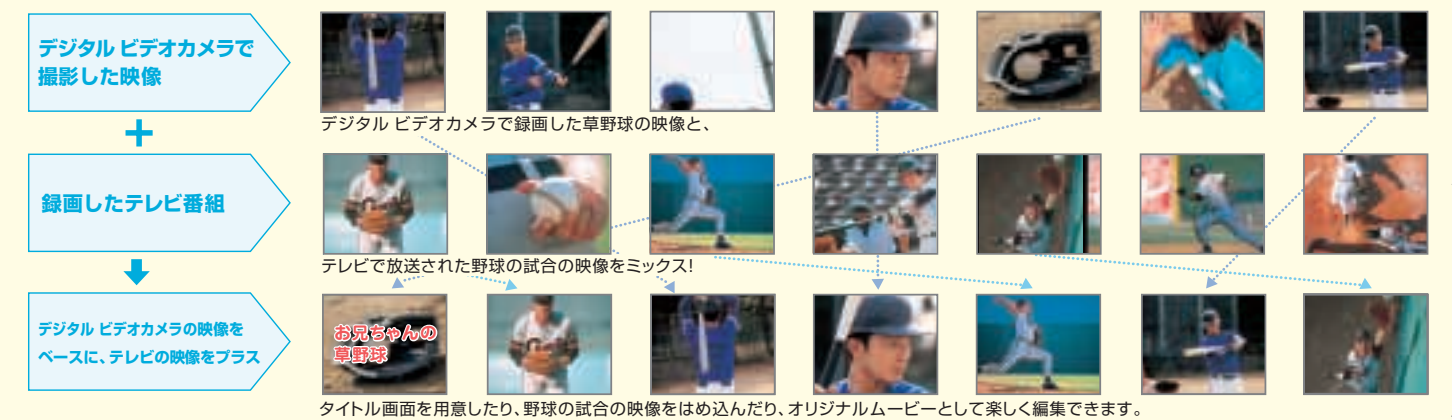 デジタル ビデオカメラで
撮影した映像
デジタル ビデオカメラで録画した草野球の映像と、
+
録画したテレビ番組
テレビで放送された野球の試合の映像をミックス!
デジタル ビデオカメラの映像を
ベースに、テレビの映像をプラス
お兄ちゃんの
草野球
タイトル画面を用意したり、野球の試合の映像をはめ込んだり、オリジナルムービーとして楽しく編集できます。